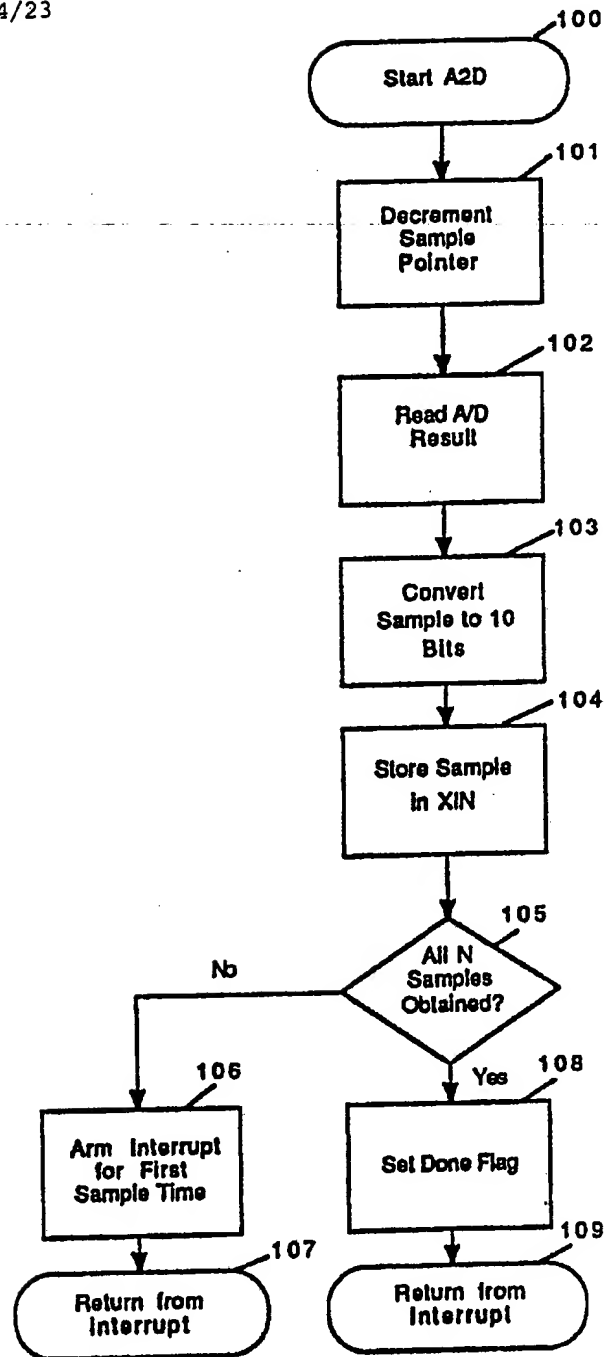 4/23
100
Start A2D
101
Decrement
Sample
Pointer
102
Read A/D
Result
103
Convert
Sample to 10
Bits
104
Store Sample
in XIN
105
All N
Samples
Obtained?
No
Yes
106
Arm Interrupt
for First
Sample Time
107
Return from
Interrupt
108
Set Done Flag
109
Return from
Interrupt